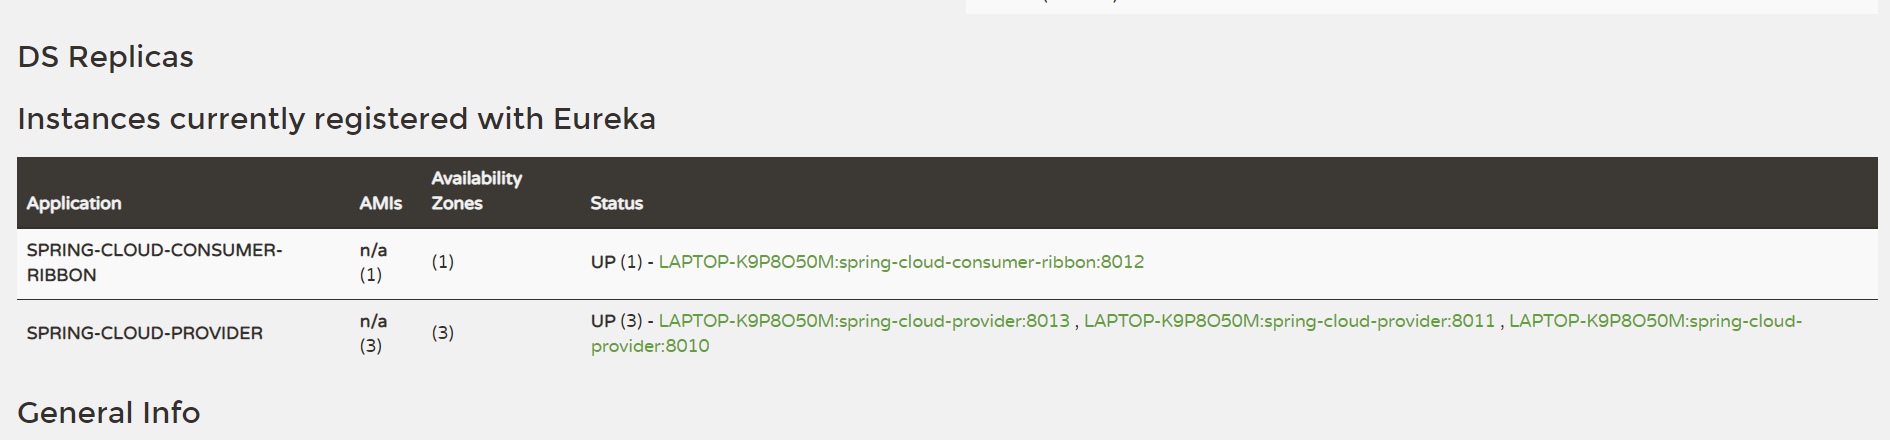 DS Replicas
Instances currently registered with Eureka
Application AMIs Availability Zones Status
SPRING-CLOUD-CONSUMER-RIBBON n/a (1) (1) UP (1) - LAPTOP-K9P8O50M:spring-cloud-consumer-ribbon:8012
SPRING-CLOUD-PROVIDER n/a (3) (3) UP (3) - LAPTOP-K9P8O50M:spring-cloud-provider:8013 , LAPTOP-K9P8O50M:spring-cloud-provider:8011 , LAPTOP-K9P8O50M:spring-cloud-provider:8010
General Info